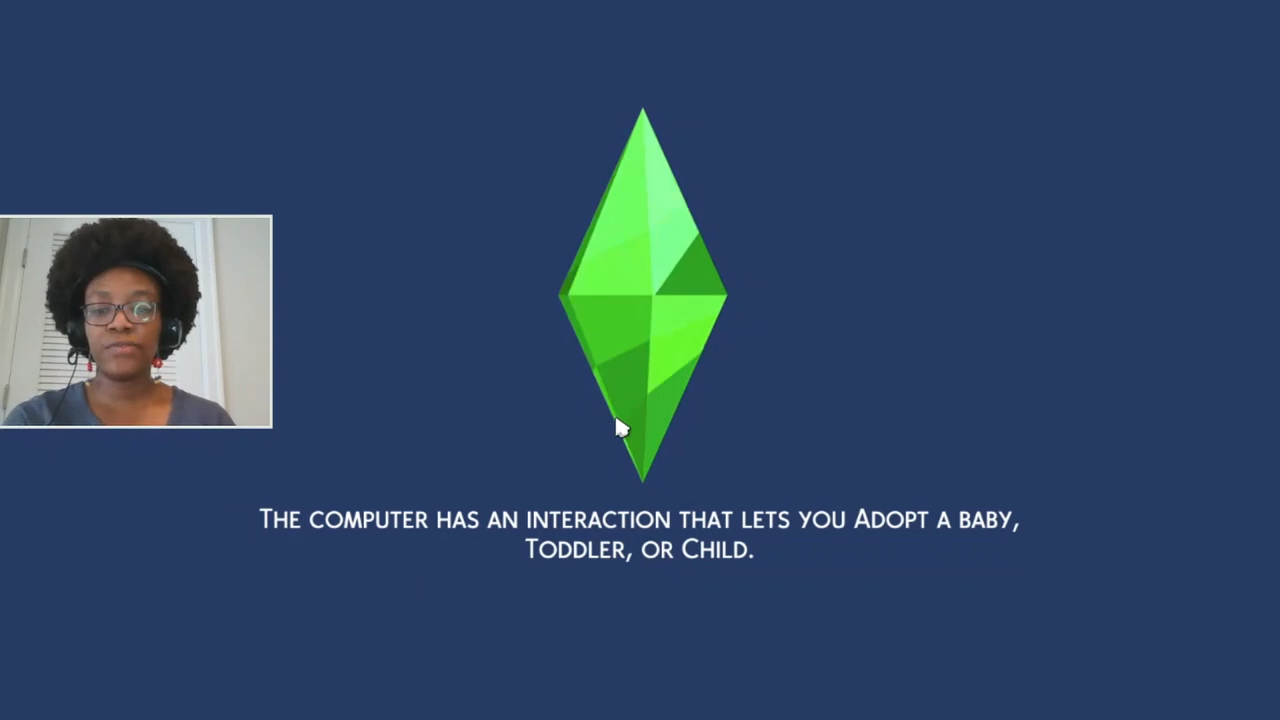 The computer has an interaction that lets you Adopt a baby,
Toddler, or Child.